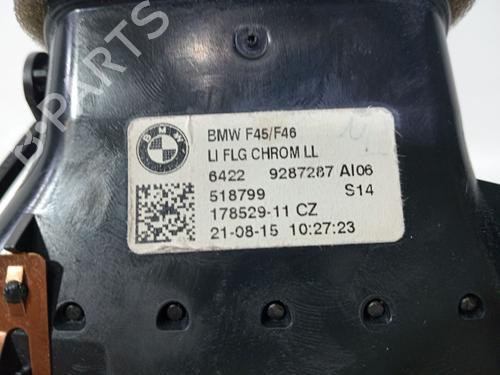 BMW
BMW F45/F46
LI FLG CHROM LL
6422 9287287 AI06
518799 S14
178529-11 CZ
21-08-15 10:27:23